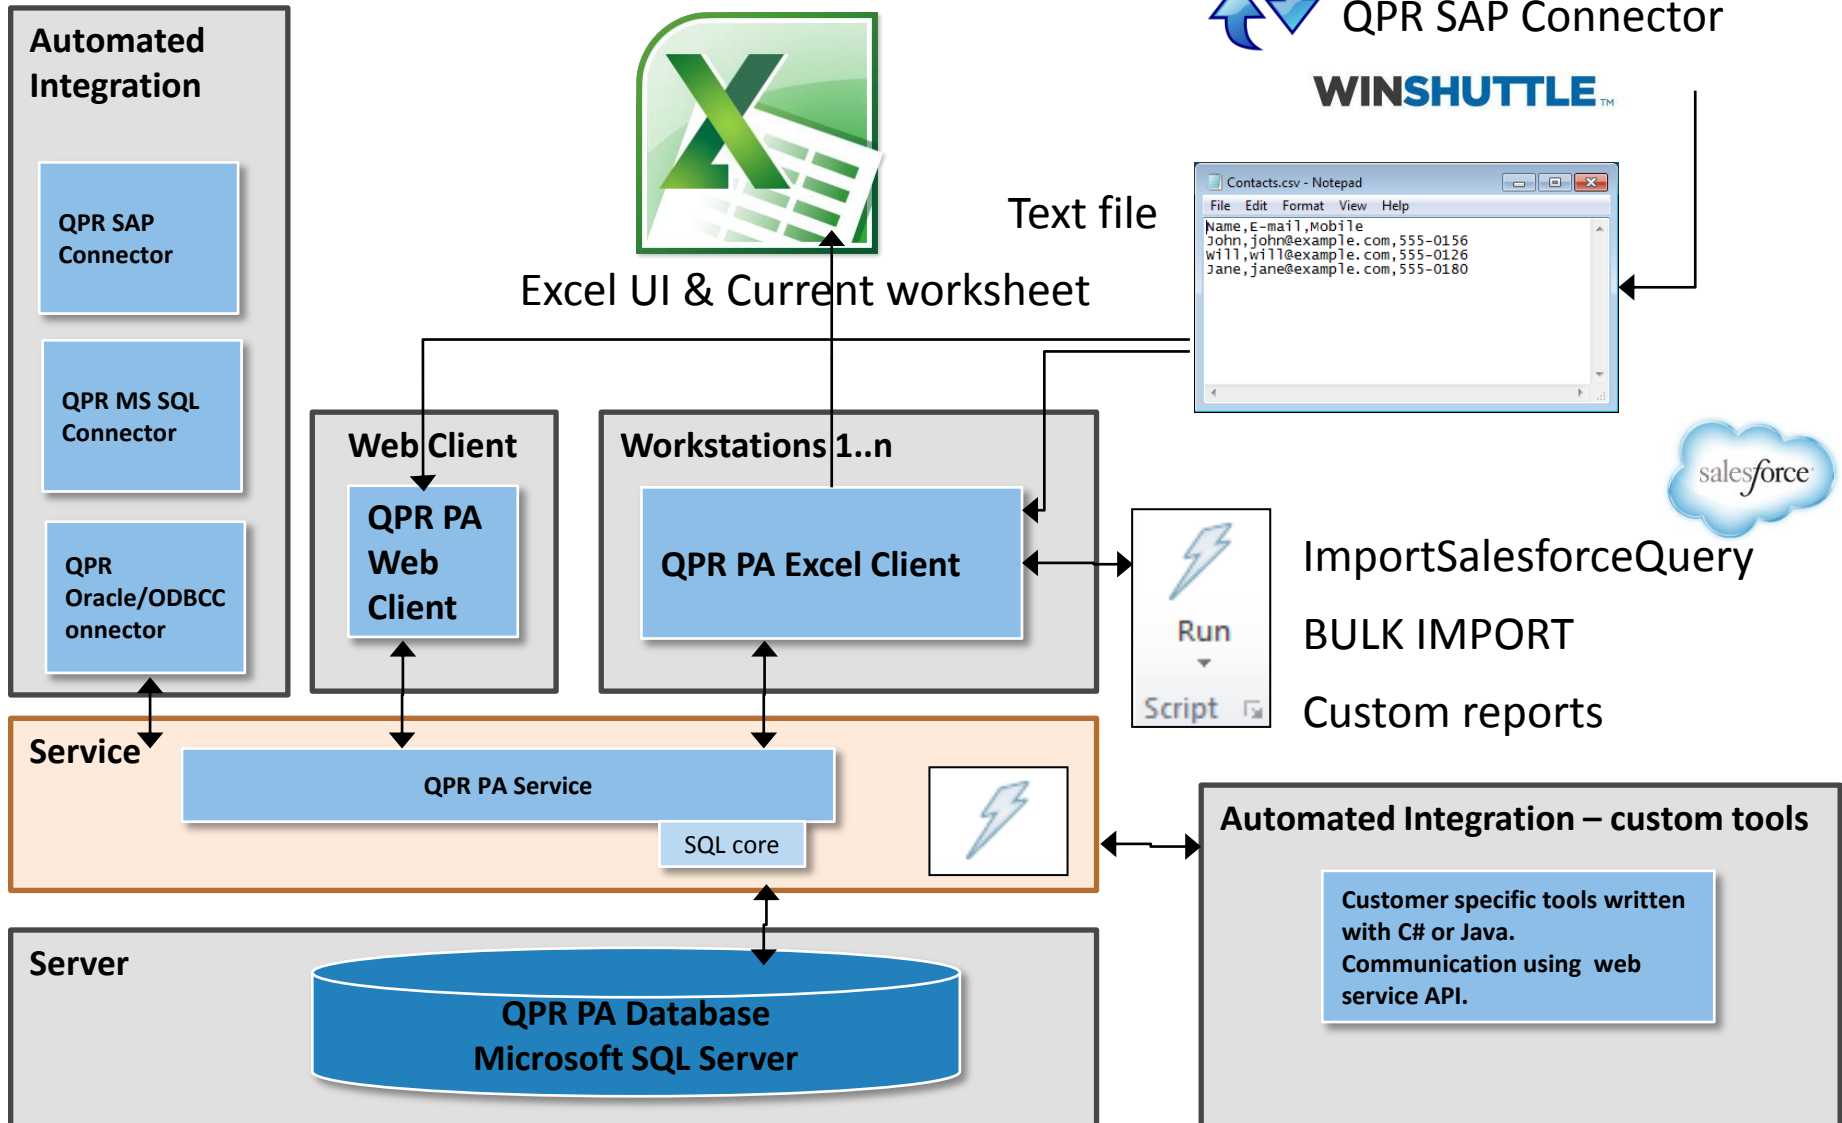 Automated
Integration
QPR SAP
Connector
QPR MS SQL
Connector
QPR
Oracle/ODBCC
onnector
Excel UI & Current worksheet
QPR SAP Connector
WINSHUTTLE TM
Text file
Contacts.csv - Notepad
File Edit Format View Help
Name,E-mail,Mobile
John,john@example.com,555-0156
Will,will@example.com,555-0126
Jane,jane@example.com,555-0180
salesforce
Web Client
QPR PA
Web
Client
Workstations 1..n
QPR PA Excel Client
Run
Script
ImportSalesforceQuery
BULK IMPORT
Custom reports
Service
QPR PA Service
SQL core
Automated Integration – custom tools
Customer specific tools written
with C# or Java.
Communication using web
service API.
Server
QPR PA Database
Microsoft SQL Server